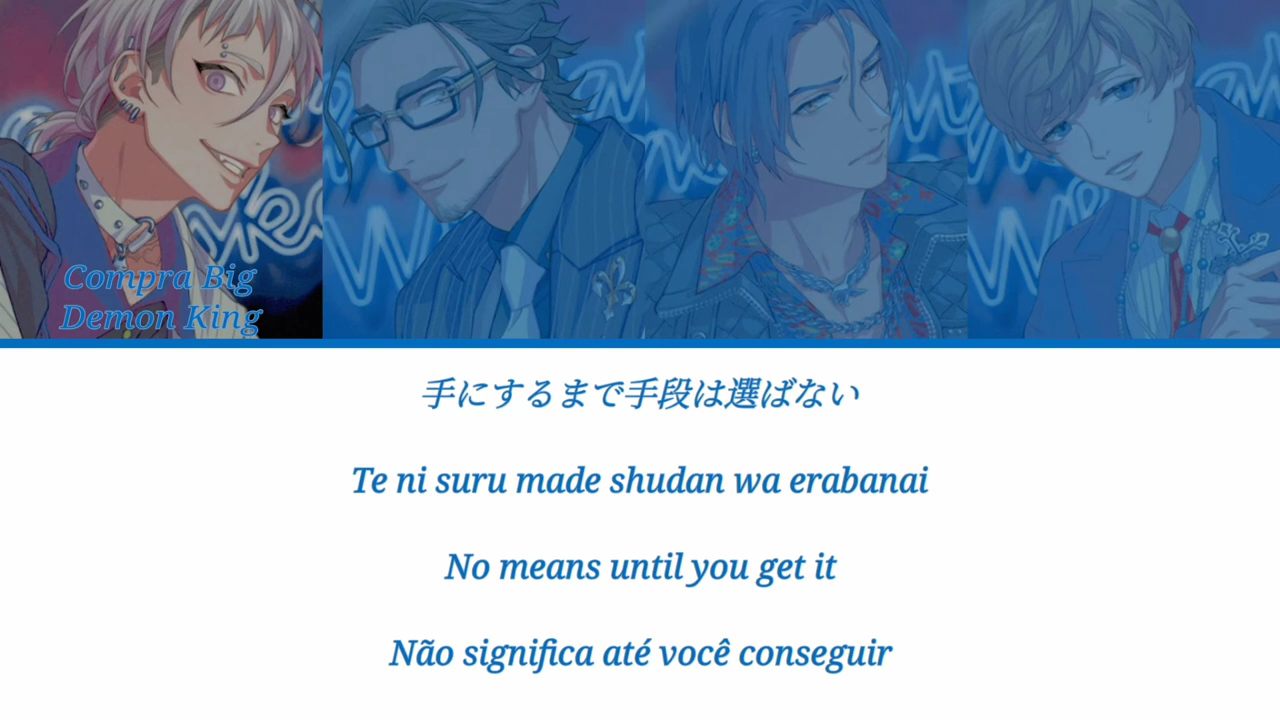 Compra Big
Demon King
手にするまで手段は選ばない
Te ni suru made shudan wa erabanai
No means until you get it
Não significa até você conseguir